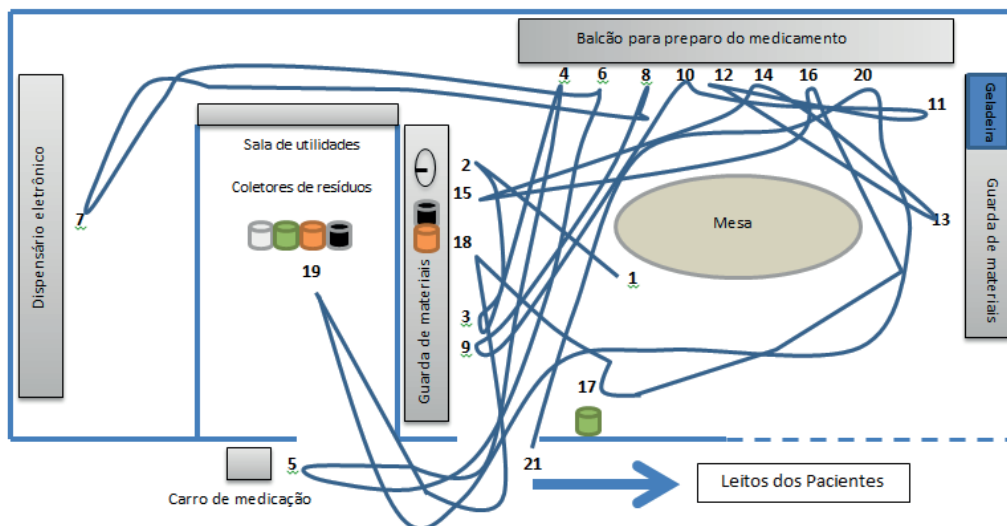 Balcão para preparo do medicamento
4 6 8 10 12 14 16 20
11
Geladeira
Sala de utilidades
2
Coletores de resíduos
15
7
Mesa
13
18
19
1
Dispensário eletrônico
Guarda de materiais
Guarda de materiais
3
9
17
5
21
Carro de medicação
Leitos dos Pacientes